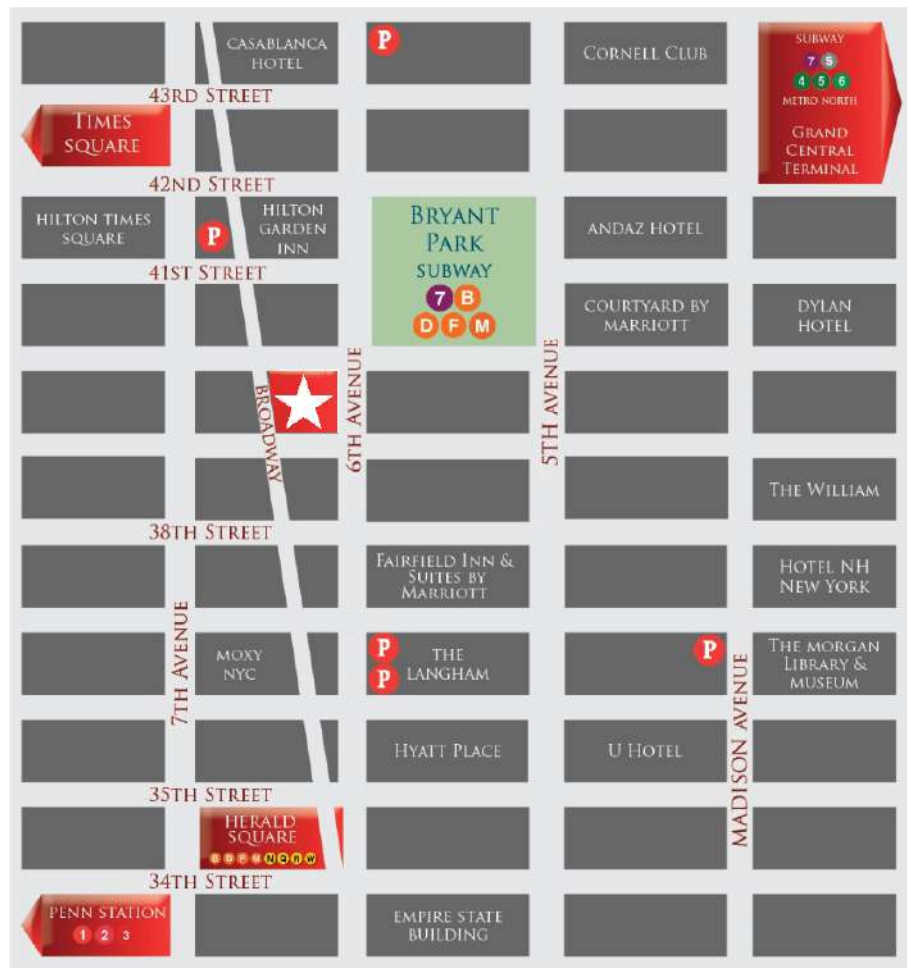 CASABLANCA
HOTEL
P
CORNELL CLUB
SUBWAY
7 S
4 5 6
METRO NORTH
GRAND
CENTRAL
TERMINAL
43RD STREET
TIMES
SQUARE
42ND STREET
HILTON TIMES
SQUARE
P
HILTON
GARDEN
INN
BRYANT
PARK
SUBWAY
7 B
D F M
ANDAZ HOTEL
41ST STREET
COURTYARD BY
MARRIOTT
DYLAN
HOTEL
BROADWAY
6TH AVENUE
5TH AVENUE
THE WILLIAM
38TH STREET
FAIRFIELD INN &
SUITES BY
MARRIOTT
HOTEL NH
NEW YORK
7TH AVENUE
MOXY
NYC
P
P
THE
LANGHAM
P
THE MORGAN
LIBRARY &
MUSEUM
MADISON AVENUE
HYATT PLACE
U HOTEL
35TH STREET
HERALD
SQUARE
B D F M N Q R W
34TH STREET
PENN STATION
1 2 3
EMPIRE STATE
BUILDING